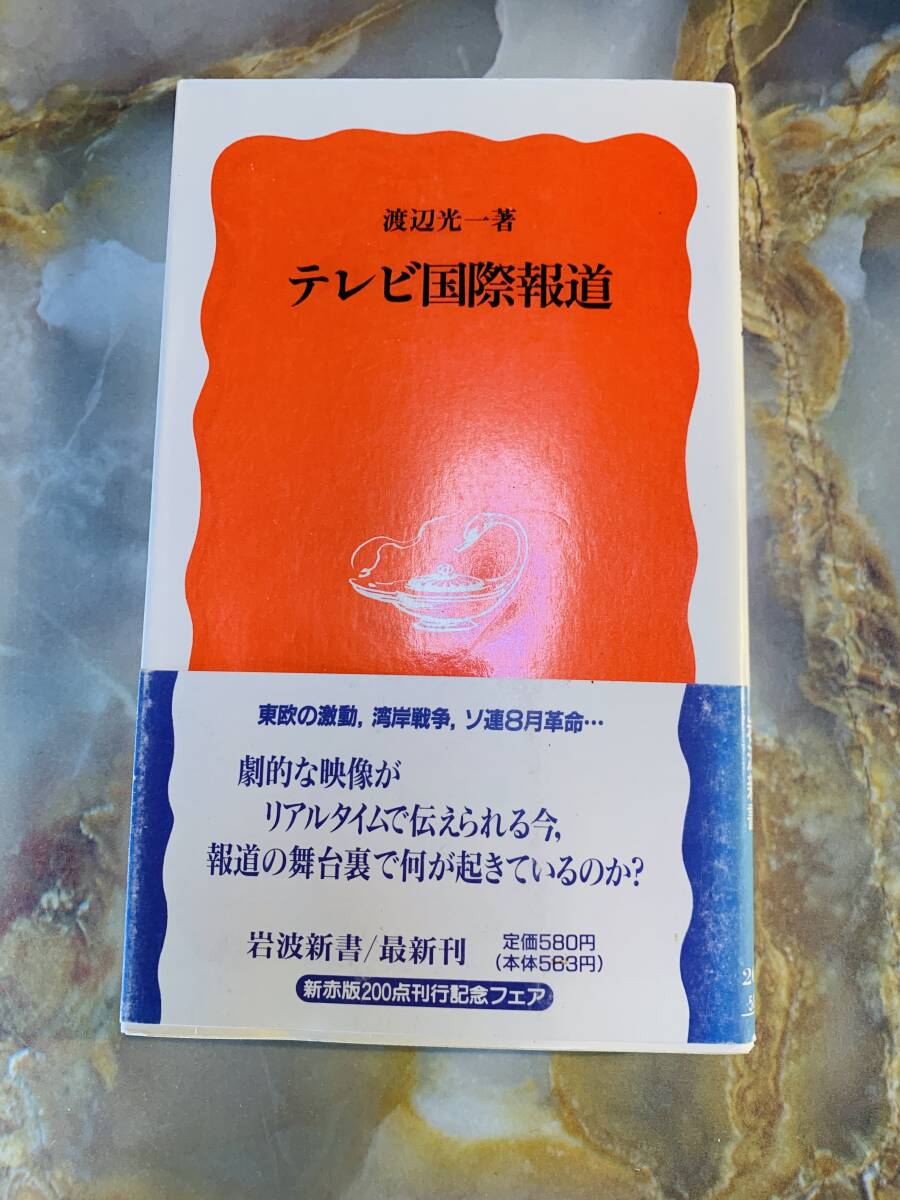 渡辺光一著
テレビ国際報道
東欧の激動, 湾岸戦争, ソ連8月革命…
劇的な映像が
リアルタイムで伝えられる今,
報道の舞台裏で何が起きているのか?
岩波新書/最新刊
定価580円
(本体563円)
新赤版200点刊行記念フェア